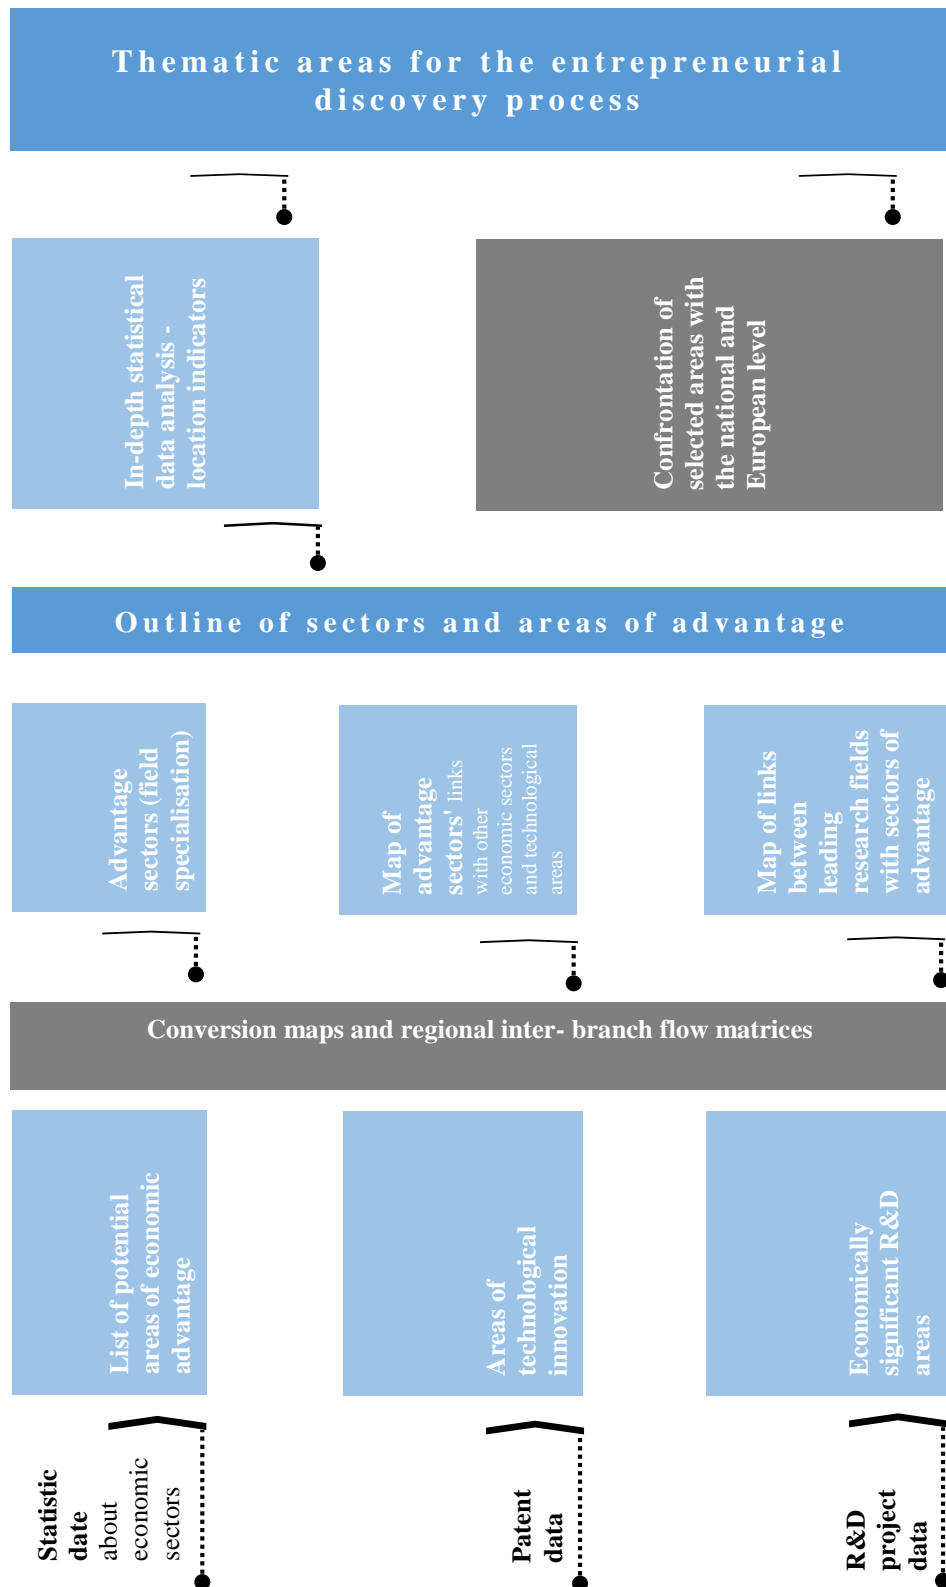 Thematic areas for the entrepreneurial
discovery process
In-depth statistical
data analysis -
location indicators
Confrontation of
selected areas with
the national and
European level
Outline of sectors and areas of advantage
Advantage
sectors (field
specialisation)
Map of
advantage
sectors' links
with other
economic sectors
and technological
areas
Map of links
between
leading
research fields
with sectors of
advantage
Conversion maps and regional inter- branch flow matrices
List of potential
areas of economic
advantage
Areas of
technological
innovation
Economically
significant R&D
areas
Statistic
date
about
economic
sectors
Patent
data
R&D
project
data